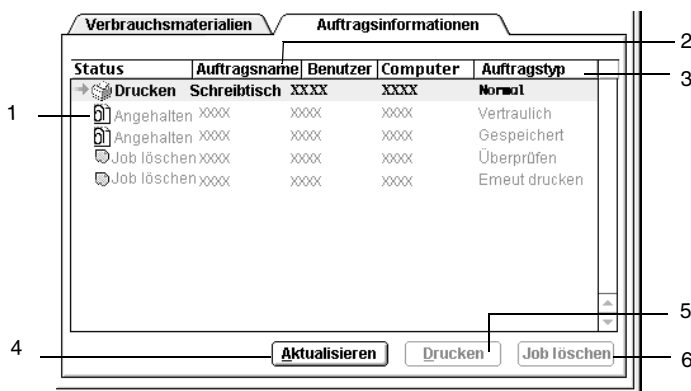 Verbrauchsmaterialien Auftragsinformationen
2
Status Auftragsname Benutzer Computer Auftragstyp
3
Drucken Schreibtisch XXXX XXXX Normal
1
Angehalten XXXX XXXX XXXX Vertraulich
Angehalten XXXX XXXX XXXX Gespeichert
Job löschen XXXX XXXX XXXX Überprüfen
Job löschen XXXX XXXX XXXX Erneut drucken
5
4
Aktualisieren Drucken Job löschen
6